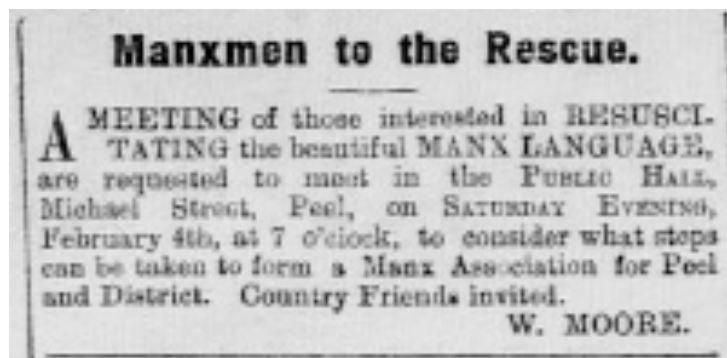 Manxmen to the Rescue.
A MEETING of those interested in RESUSCI-
TATING the beautiful MANX LANGUAGE,
are requested to meet in the PUBLIC HALL,
Michael Street, Peel, on SATURDAY EVENING,
February 4th, at 7 o'clock, to consider what steps
can be taken to form a Manx Association for Peel
and District. Country Friends invited.
W. MOORE.